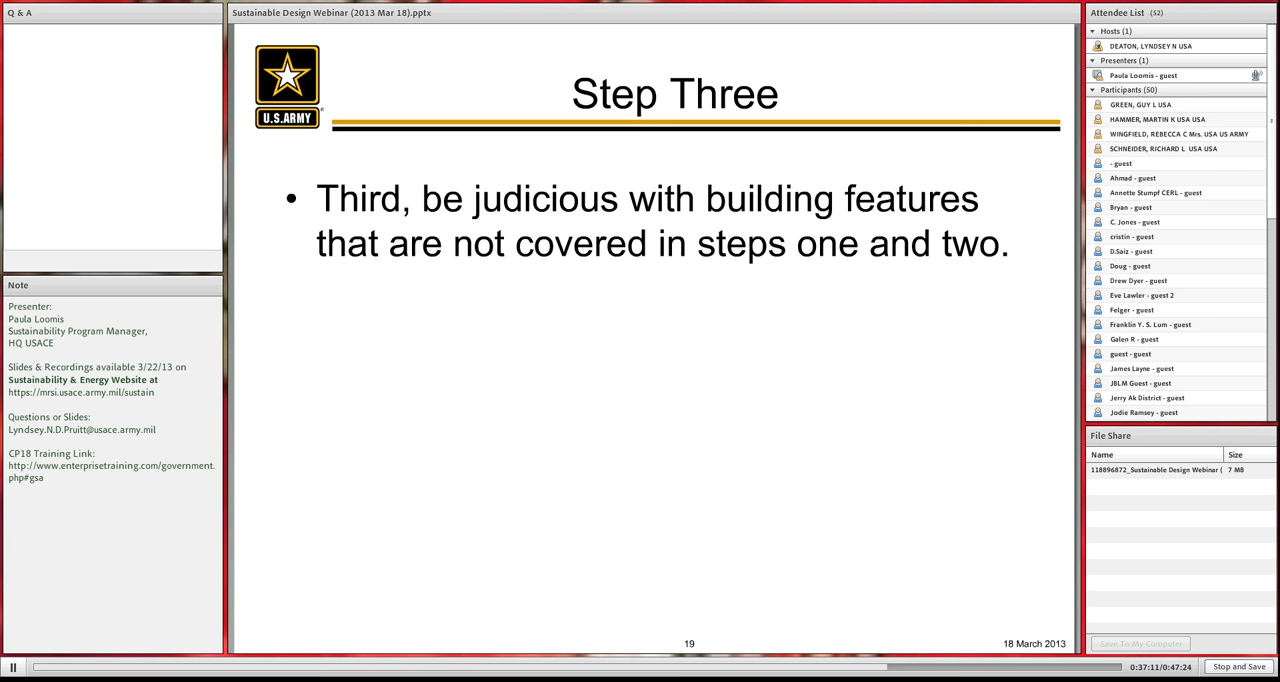 Q & A
Note
Presenter:
Paula Loomis
Sustainability Program Manager,
HQ USACE
Slides & Recordings available 3/22/13 on
Sustainability & Energy Website at
https://mrsi.usace.army.mil/sustain
Questions or Slides:
Lyndsey.N.D.Pruitt@usace.army.mil
CP18 Training Link:
http://www.enterprisetraining.com/government.
php#gsa
Sustainable Design Webinar (2013 Mar 18).pptx
U.S.ARMY
®
Step Three
• Third, be judicious with building features
that are not covered in steps one and two.
19
18 March 2013
Attendee List (52)
Hosts (1)
DEATON, LYNDSEY N USA
Presenters (1)
Paula Loomis - guest
Participants (50)
GREEN, GUY L USA
HAMMER, MARTIN K USA USA
WINGFIELD, REBECCA C Mrs. USA US ARMY
SCHNEIDER, RICHARD L USA USA
- guest
Ahmad - guest
Annette Stumpf CERL - guest
Bryan - guest
C. Jones - guest
cristin - guest
D.Saiz - guest
Doug - guest
Drew Dyer - guest
Eve Lawler - guest 2
Felger - guest
Franklin Y. S. Lum - guest
Galen R - guest
guest - guest
James Layne - guest
JBLM Guest - guest
Jerry Ak District - guest
Jodie Ramsey - guest
File Share
Name Size
118896872_Sustainable Design Webinar ( 7 MB
Save To My Computer
0:37:11/0:47:24
Stop and Save